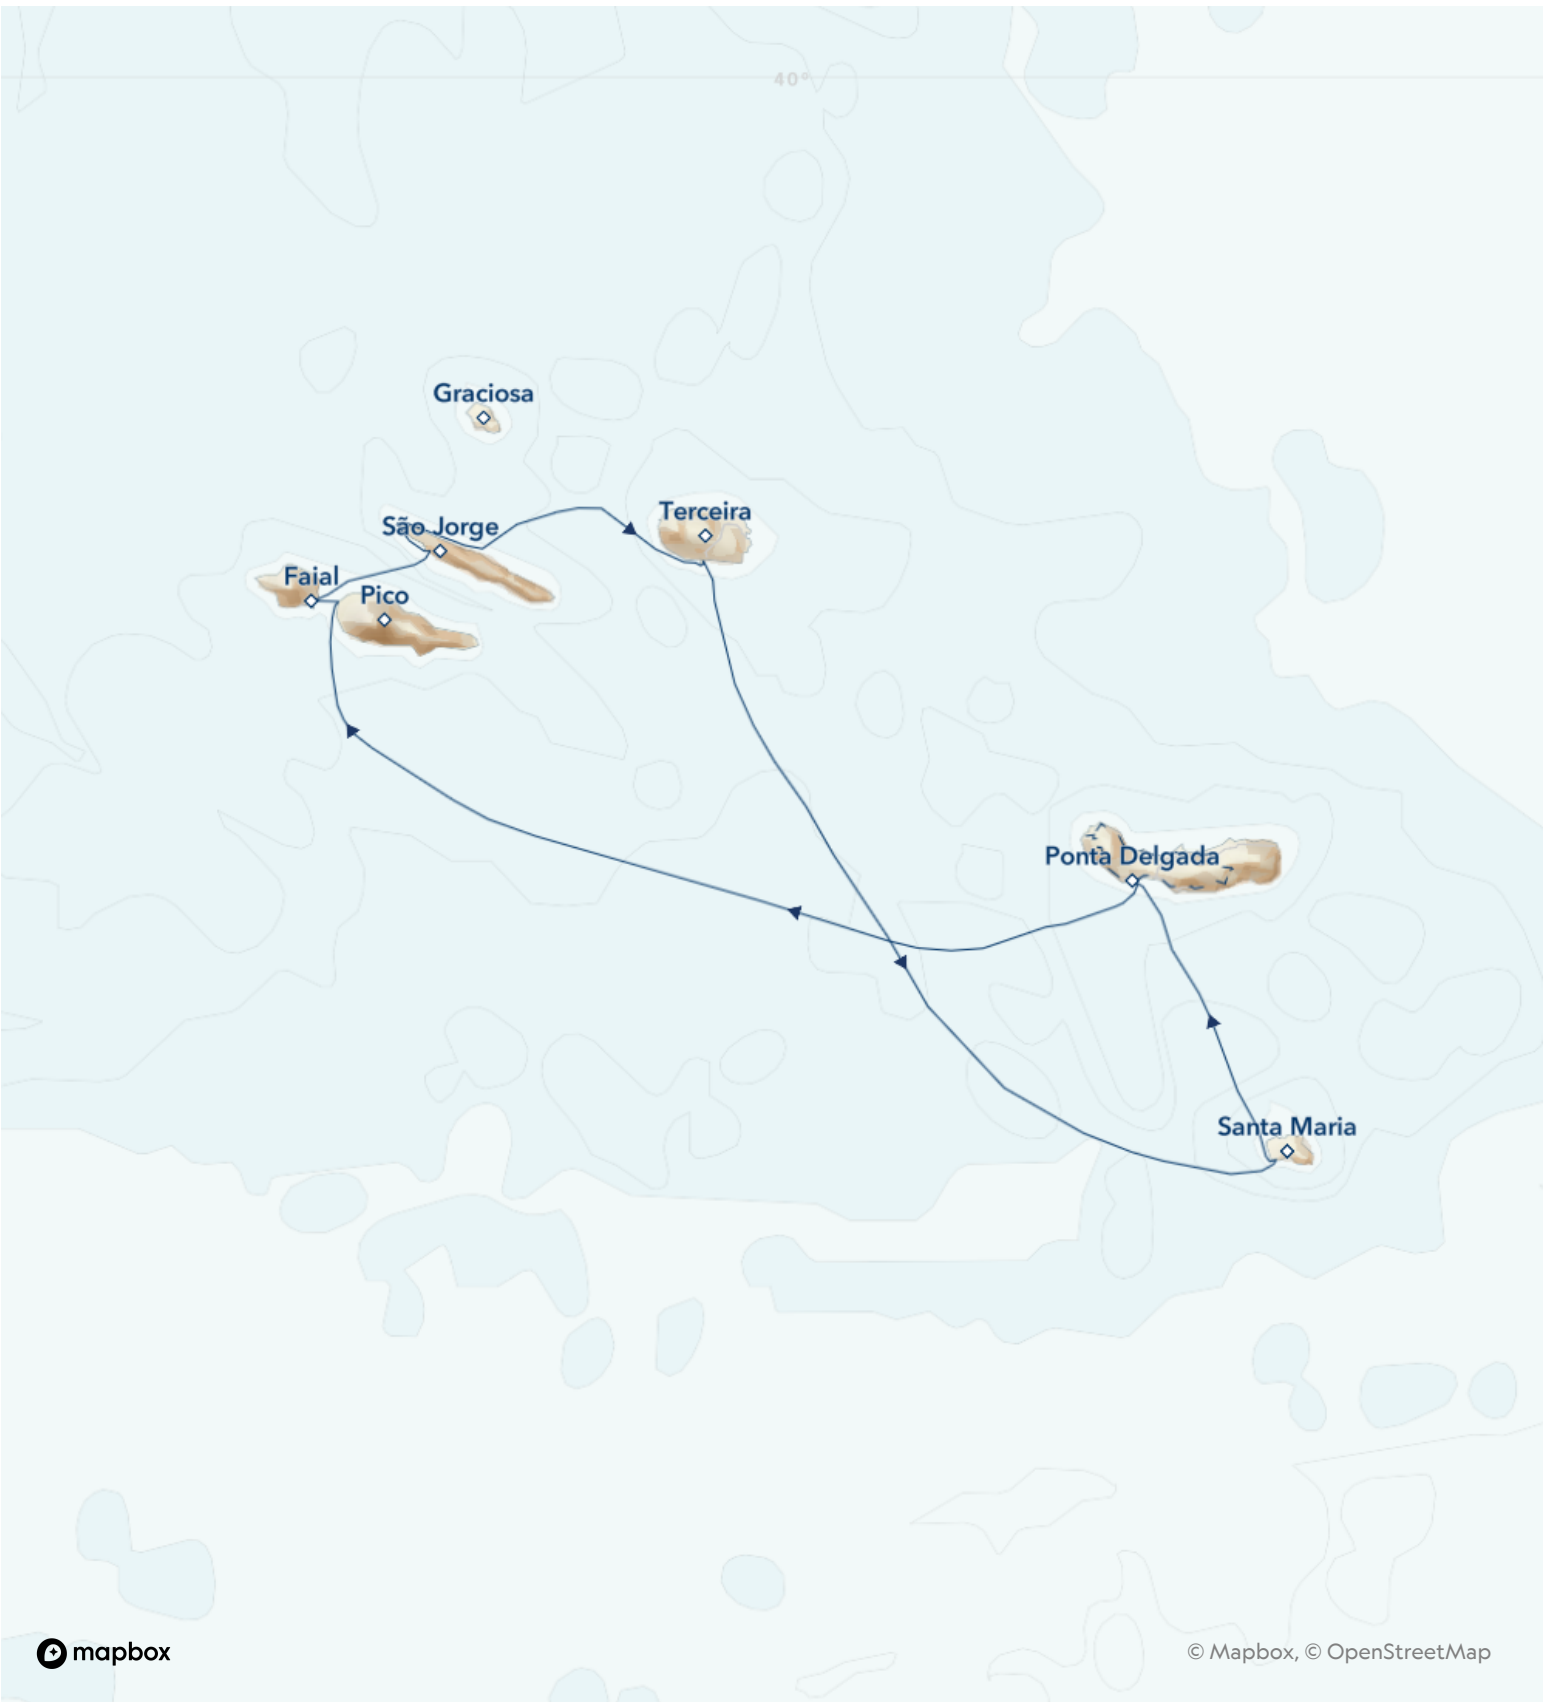 40°
Graciosa
Terceira
São Jorge
Faial
Pico
Ponta Delgada
Santa Maria
mapbox
© Mapbox, © OpenStreetMap